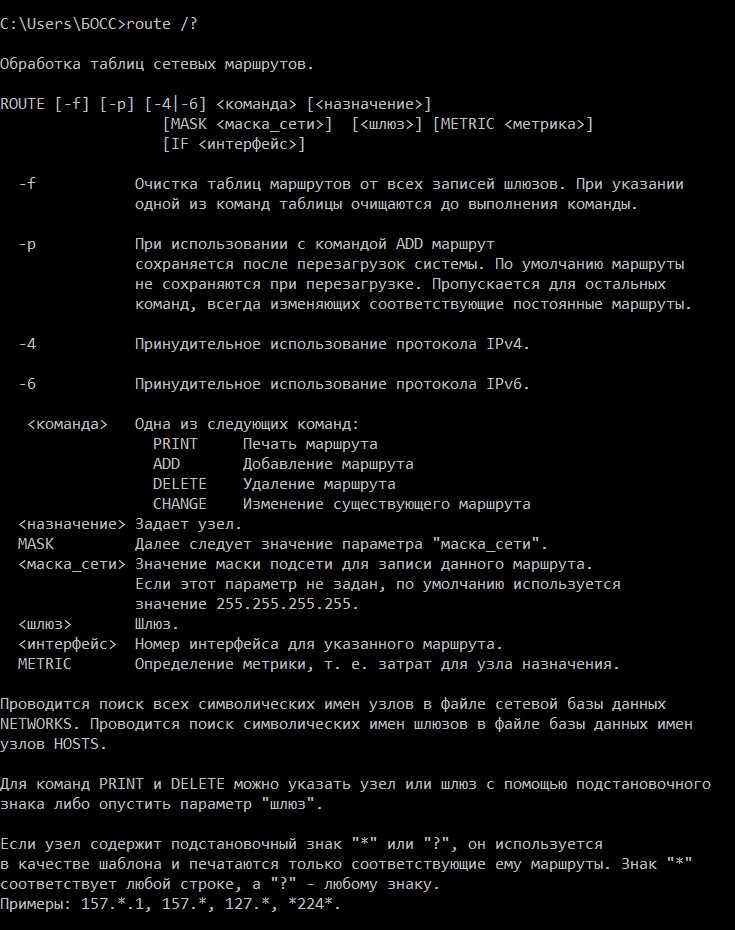 C:\Users\БОСС>route /?
Обработка таблиц сетевых маршрутов.
ROUTE [-f] [-p] [-4|-6] <команда> [<назначение>]
[MASK <маска_сети>] [<шлюз>] [METRIC <метрика>]
[IF <интерфейс>]
-f Очистка таблиц маршрутов от всех записей шлюзов. При указании
одной из команд таблицы очищаются до выполнения команды.
-p При использовании с командой ADD маршрут
сохраняется после перезагрузок системы. По умолчанию маршруты
не сохраняются при перезагрузке. Пропускается для остальных
команд, всегда изменяющих соответствующие постоянные маршруты.
-4 Принудительное использование протокола IPv4.
-6 Принудительное использование протокола IPv6.
<команда> Одна из следующих команд:
PRINT Печать маршрута
ADD Добавление маршрута
DELETE Удаление маршрута
CHANGE Изменение существующего маршрута
<назначение> Задает узел.
MASK Далее следует значение параметра "маска_сети".
<маска_сети> Значение маски подсети для записи данного маршрута.
Если этот параметр не задан, по умолчанию используется
значение 255.255.255.255.
<шлюз> Шлюз.
<интерфейс> Номер интерфейса для указанного маршрута.
METRIC Определение метрики, т. е. затрат для узла назначения.
Проводится поиск всех символических имен узлов в файле сетевой базы данных
NETWORKS. Проводится поиск символических имен шлюзов в файле базы данных имен
узлов HOSTS.
Для команд PRINT и DELETE можно указать узел или шлюз с помощью подстановочного
знака либо опустить параметр "шлюз".
Если узел содержит подстановочный знак "*" или "?", он используется
в качестве шаблона и печатаются только соответствующие ему маршруты. Знак "*"
соответствует любой строке, а "?" - любому знаку.
Примеры: 157.*.1, 157.*, 127.*, *224*.